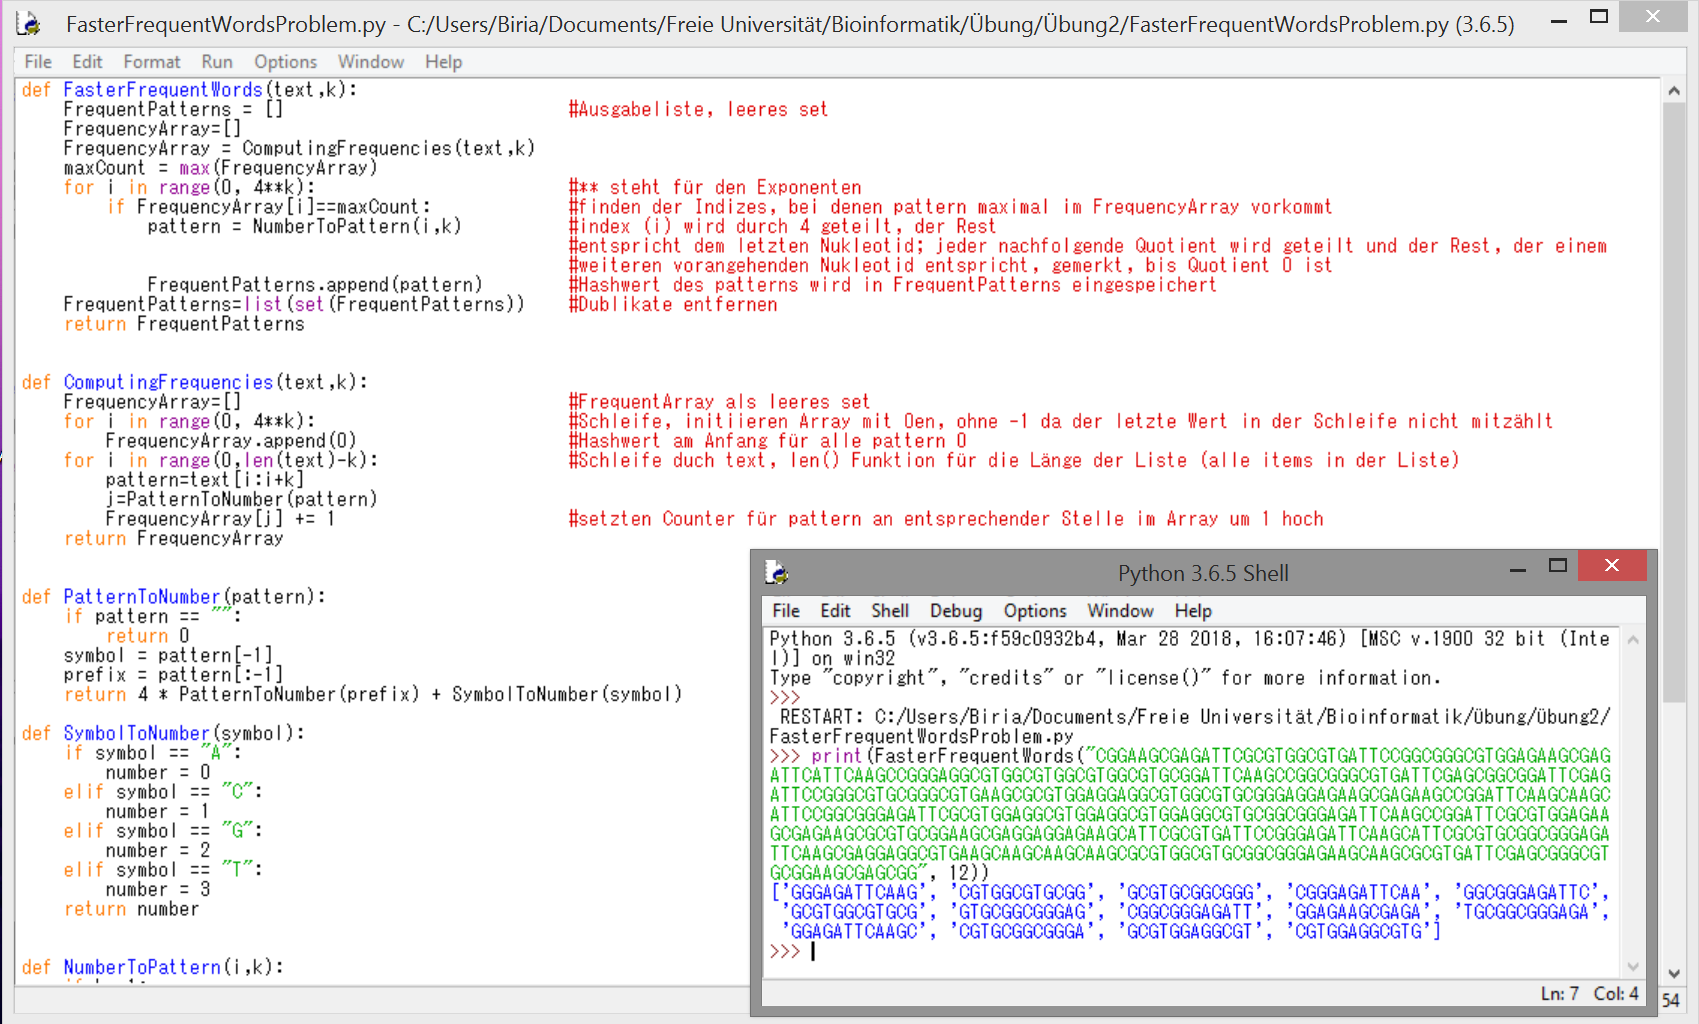 FasterFrequentWordsProblem.py - C:/Users/Biria/Documents/Freie Universität/Bioinformatik/Übung/Übung2/FasterFrequentWordsProblem.py (3.6.5)
File Edit Format Run Options Window Help
def FasterFrequentWords(text,k):
    FrequentPatterns = [] #Ausgabeliste, leeres set
    FrequencyArray=[]
    FrequencyArray = ComputingFrequencies(text,k)
    maxCount = max(FrequencyArray)
    for i in range(0, 4**k): #** steht für den Exponenten
        if FrequencyArray[i]==maxCount: #finden der Indizes, bei denen pattern maximal im FrequencyArray vorkommt
            pattern = NumberToPattern(i,k) #index (i) wird durch 4 geteilt, der Rest
#entspricht dem letzten Nukleotid; jeder nachfolgende Quotient wird geteilt und der Rest, der einem
#weiteren vorangehenden Nukleotid entspricht, gemerkt, bis Quotient 0 ist
            FrequentPatterns.append(pattern) #Hashwert des patterns wird in FrequentPatterns eingespeichert
    FrequentPatterns=list(set(FrequentPatterns)) #Dublikate entfernen
    return FrequentPatterns
def ComputingFrequencies(text,k):
    FrequencyArray=[] #FrequentArray als leeres set
    for i in range(0, 4**k): #Schleife, initiieren Array mit 0en, ohne -1 da der letzte Wert in der Schleife nicht mitzählt
        FrequencyArray.append(0) #Hashwert am Anfang für alle pattern 0
    for i in range(0,len(text)-k): #Schleife duch text, len() Funktion für die Länge der Liste (alle items in der Liste)
        pattern=text[i:i+k]
        j=PatternToNumber(pattern)
        FrequencyArray[j] += 1 #setzten Counter für pattern an entsprechender Stelle im Array um 1 hoch
    return FrequencyArray
def PatternToNumber(pattern):
    if pattern == "":
        return 0
    symbol = pattern[-1]
    prefix = pattern[:-1]
    return 4 * PatternToNumber(prefix) + SymbolToNumber(symbol)
def SymbolToNumber(symbol):
    if symbol == "A":
        number = 0
    elif symbol == "C":
        number = 1
    elif symbol == "G":
        number = 2
    elif symbol == "T":
        number = 3
    return number
def NumberToPattern(i,k):
Python 3.6.5 Shell
File Edit Shell Debug Options Window Help
Python 3.6.5 (v3.6.5:f59c0932b4, Mar 28 2018, 16:07:46) [MSC v.1900 32 bit (Inte
l)] on win32
Type "copyright", "credits" or "license()" for more information.
>>>
 RESTART: C:/Users/Biria/Documents/Freie Universität/Bioinformatik/Übung/Übung2/
FasterFrequentWordsProblem.py
>>> print(FasterFrequentWords("CGGAAGCGAGATTCGCGTGGCGTGATTCCGGCGGGCGTGGAGAAGCGAG
ATTCATTCAAGCCGGGAGGCGTGGCGTGGCGTGGCGTGCGGATTCAAGCCGGCGGGCGTGATTCGAGCGGCGGATTCGAG
ATTCCGGGCGTGCGGGCGTGAAGCGCGTGGAGGAGGCGTGGCGTGCGGGAGGAGAAGCGAGAAGCCGGATTCAAGCAAGC
ATTCCGGCGGGAGATTCGCGTGGAGGCGTGGAGGCGTGGAGGCGTGCGGCGGGAGATTCAAGCCGGATTCGCGTGGAGAA
GCGAGAAGCGCGTGCGGAAGCGAGGAGGAGAAGCATTCGCGTGATTCCGGGAGATTCAAGCATTCGCGTGCGGCGGGAGA
TTCAAGCGAGGAGGCGTGAAGCAAGCAAGCAAGCGCGTGGCGTGCGGCGGGAGAAGCAAGCGCGTGATTCGAGCGGGCGT
GCGGAAGCGAGCGG", 12))
['GGGAGATTCAAG', 'CGTGGCGTGCGG', 'GCGTGCGGCGGG', 'CGGGAGATTCAA', 'GGCGGGAGATTC',
 'GCGTGGCGTGCG', 'GTGCGGCGGGAG', 'CGGCGGGAGATT', 'GGAGAAGCGAGA', 'TGCGGCGGGAGA',
 'GGAGATTCAAGC', 'CGTGCGGCGGGA', 'GCGTGGAGGCGT', 'CGTGGAGGCGTG']
>>>
Ln: 7 Col: 4
54